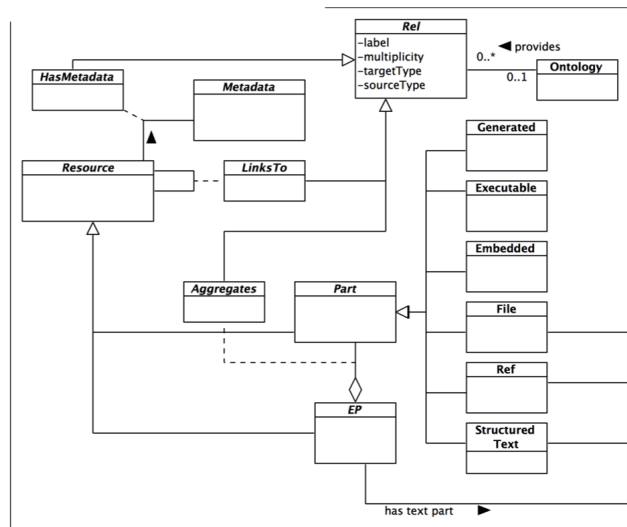 Rel
-label
-multiplicity
-targetType
-sourceType
provides
0..*
0..1
Ontology
HasMetadata
Metadata
Generated
Resource
LinksTo
Executable
Embedded
Aggregates
Part
File
Ref
EP
Structured
Text
has text part